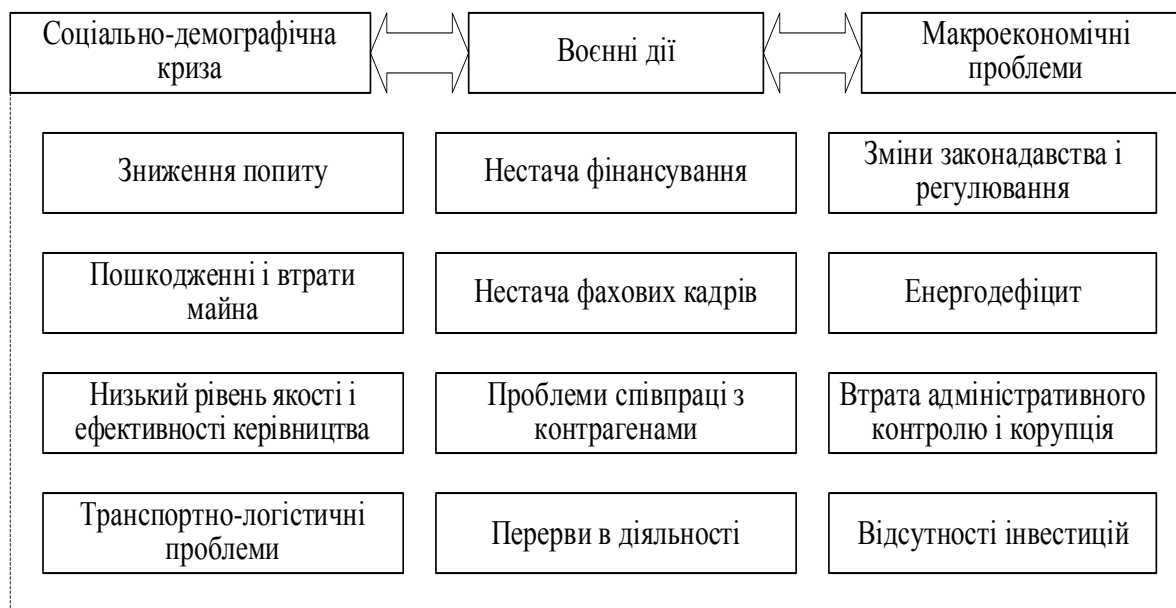 Соціально-демографічна
криза
Воєнні дії
Макроекономічні
проблеми
Зниження попиту
Нестача фінансування
Зміни законадавства і
регулювання
Пошкодженні і втрати
майна
Нестача фахових кадрів
Енергодефіцит
Низький рівень якості і
ефективності керівництва
Проблеми співпраці з
контрагенами
Втрата адміністративного
контролю і корупція
Транспортно-логістичні
проблеми
Перерви в діяльності
Відсутності інвестицій